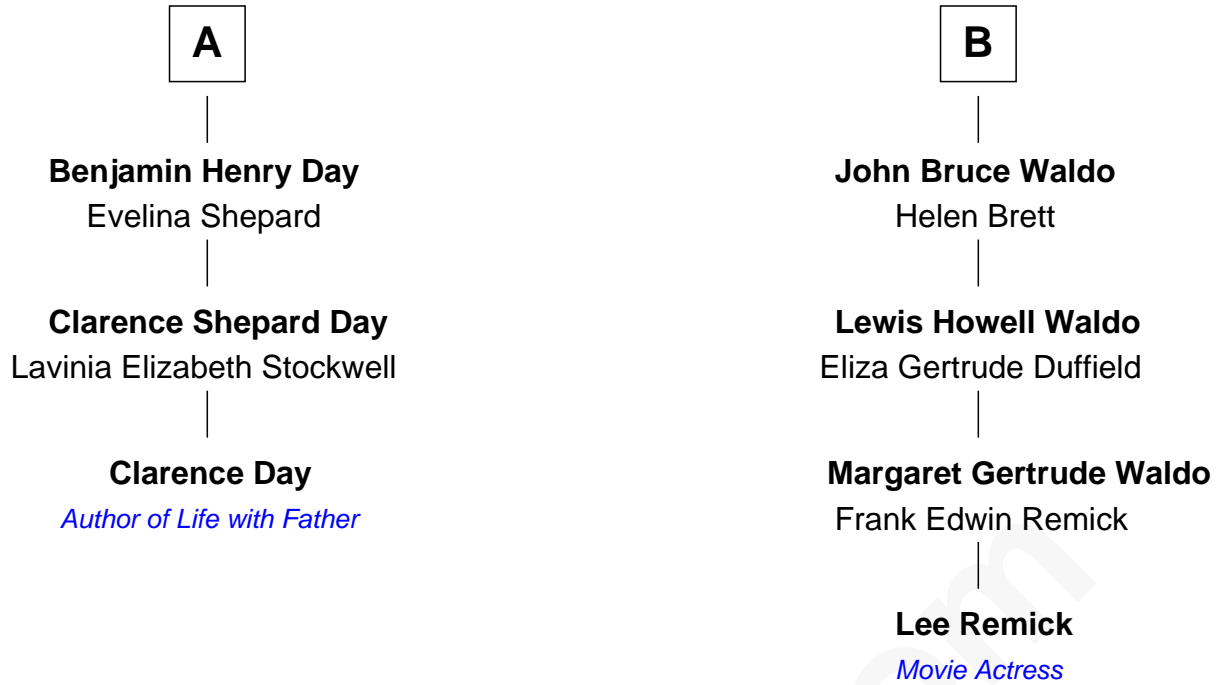 A
Benjamin Henry Day
Evelina Shepard
Clarence Shepard Day
Lavinia Elizabeth Stockwell
Clarence Day
Author of Life with Father
B
John Bruce Waldo
Helen Brett
Lewis Howell Waldo
Eliza Gertrude Duffield
Margaret Gertrude Waldo
Frank Edwin Remick
Lee Remick
Movie Actress